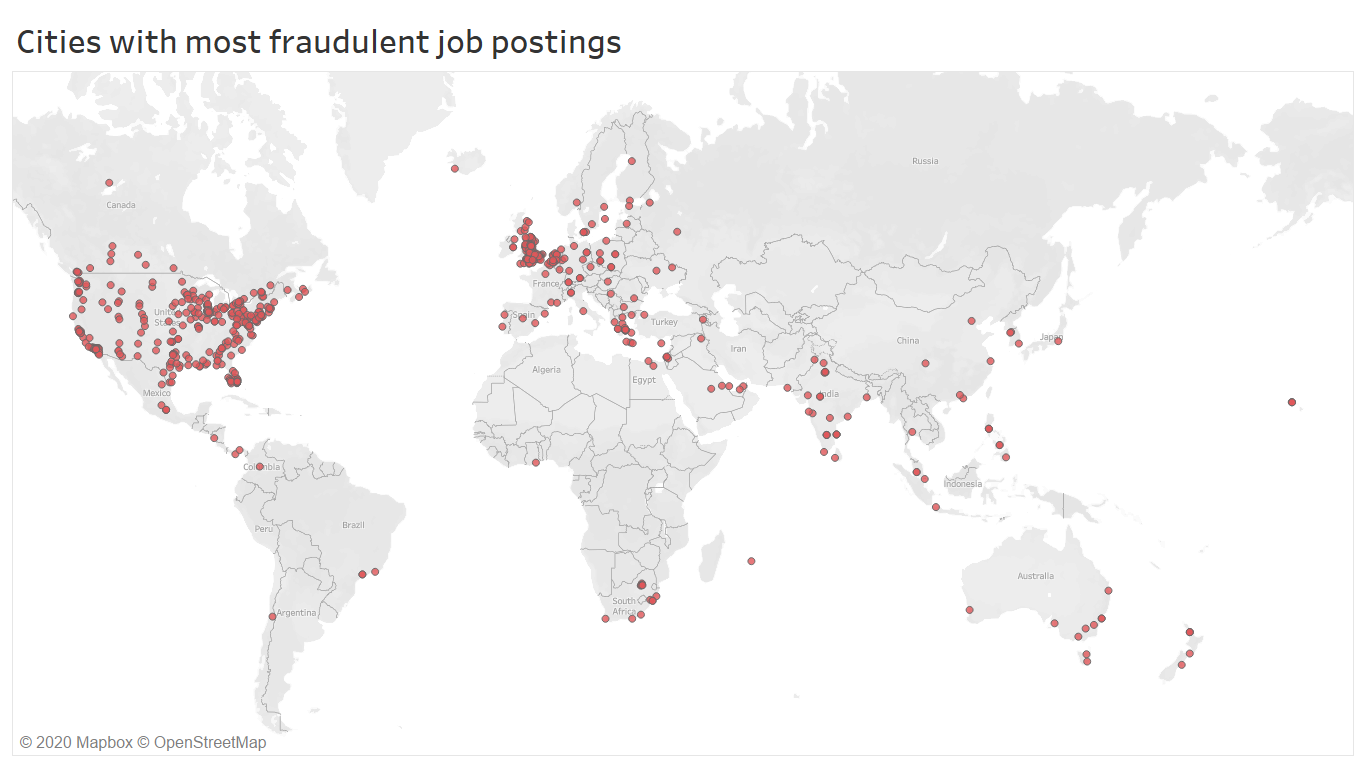 Cities with most fraudulent job postings
Russia
Canada
France
United
States
Spain
Turkey
China
Japan
Iran
Algeria
Egypt
Mexico
India
Colombia
Indonesia
Peru
Brazil
Australia
South
Africa
Argentina
© 2020 Mapbox © OpenStreetMap